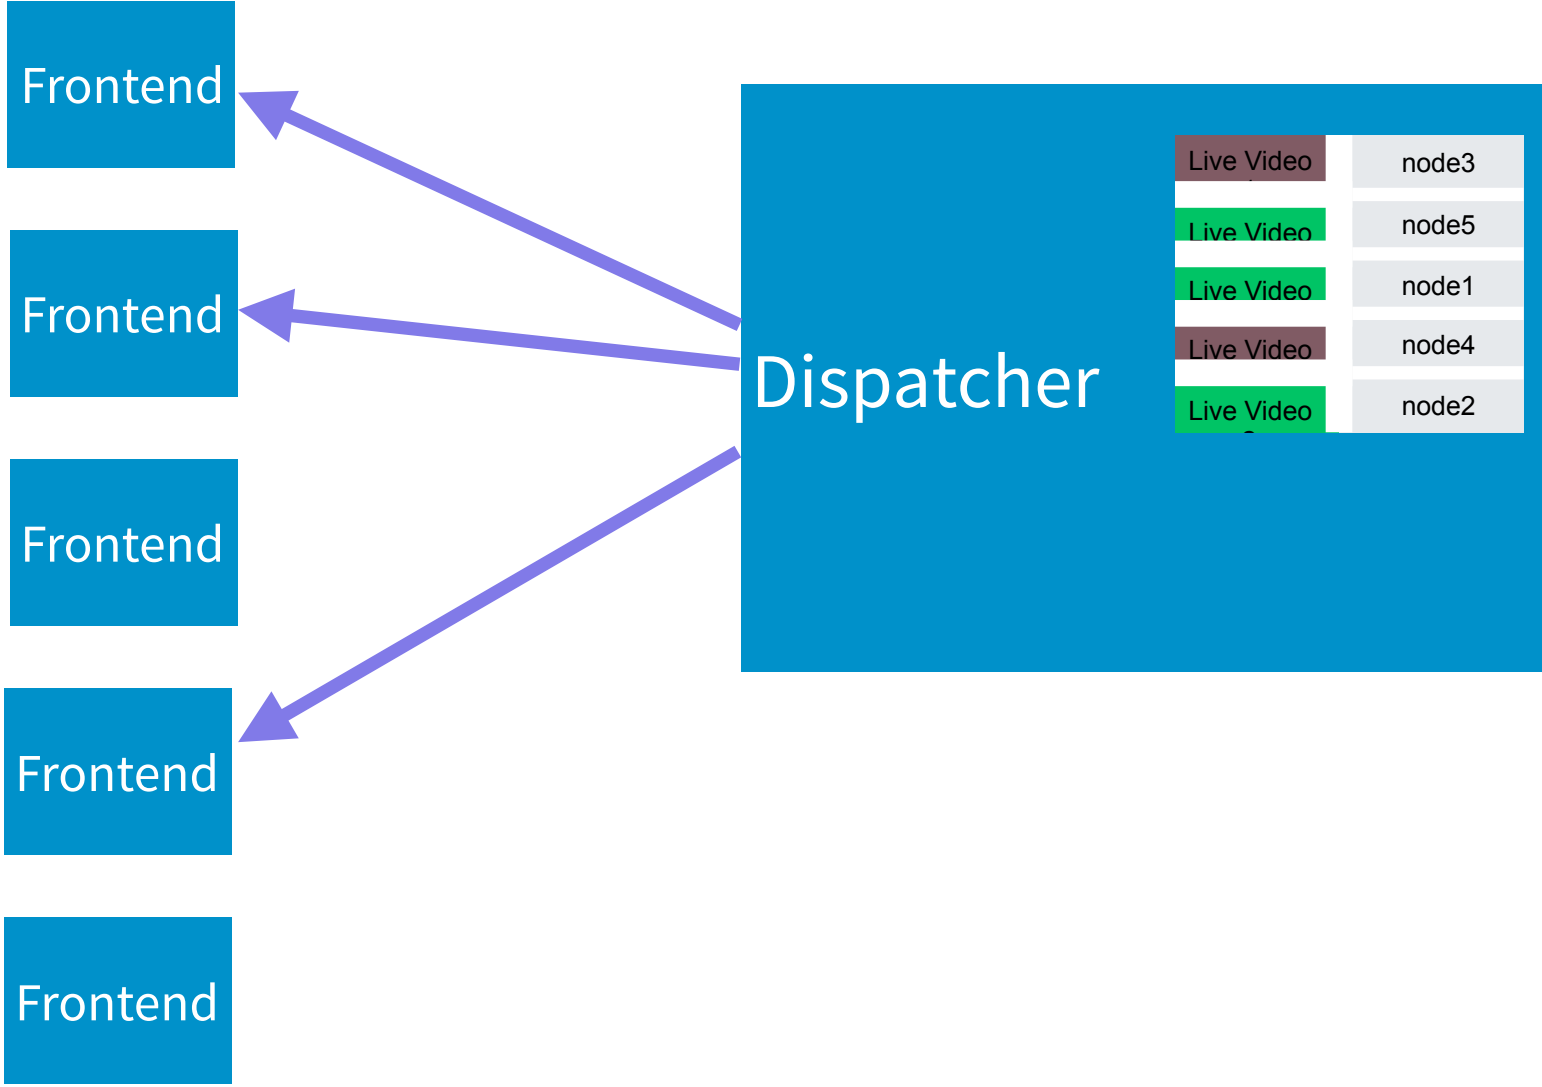 Frontend
Frontend
Frontend
Frontend
Frontend
Dispatcher
Live Video node3
Live Video node5
Live Video node1
Live Video node4
Live Video node2